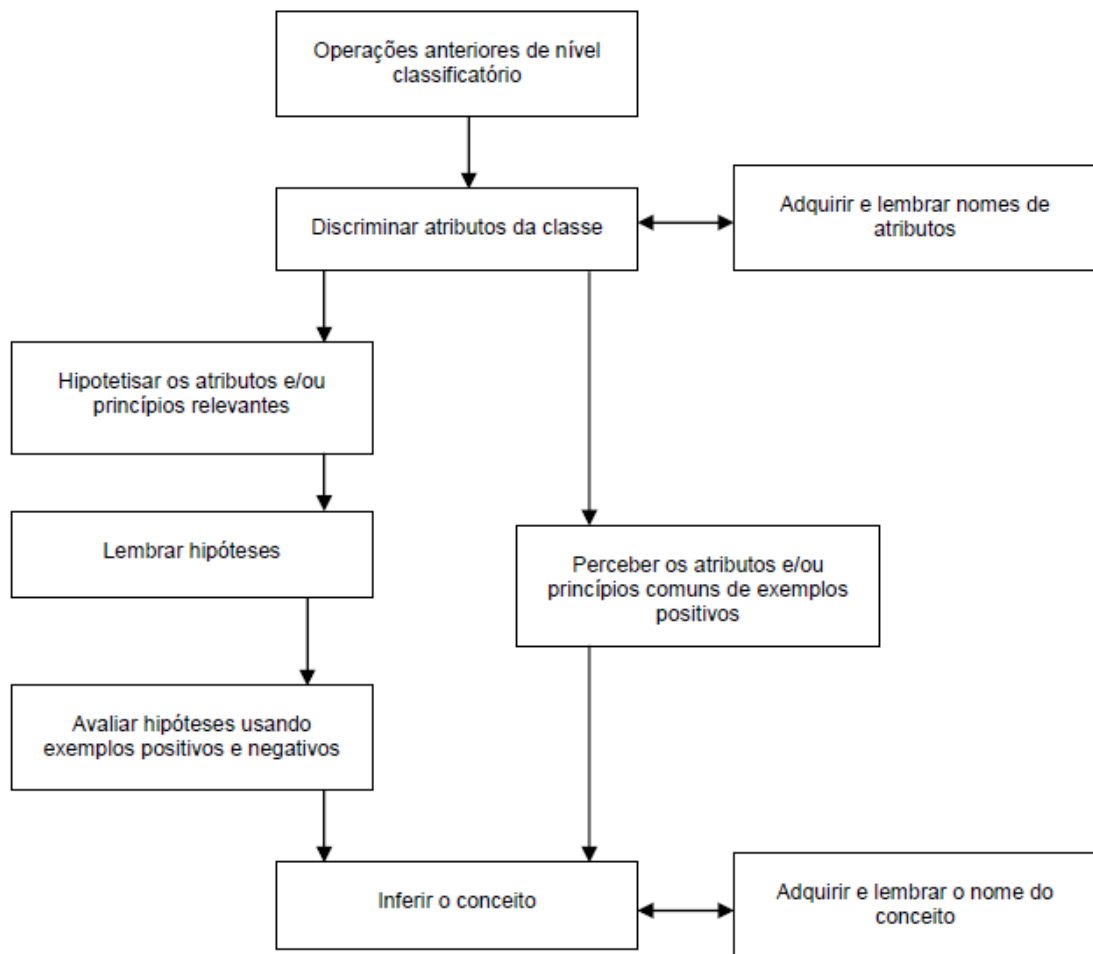 Operações anteriores de nível
classificatório
Discriminar atributos da classe
Adquirir e lembrar nomes de
atributos
Hipotetisar os atributos e/ou
princípios relevantes
Lembrar hipóteses
Perceber os atributos e/ou
princípios comuns de exemplos
positivos
Avaliar hipóteses usando
exemplos positivos e negativos
Inferir o conceito
Adquirir e lembrar o nome do
conceito